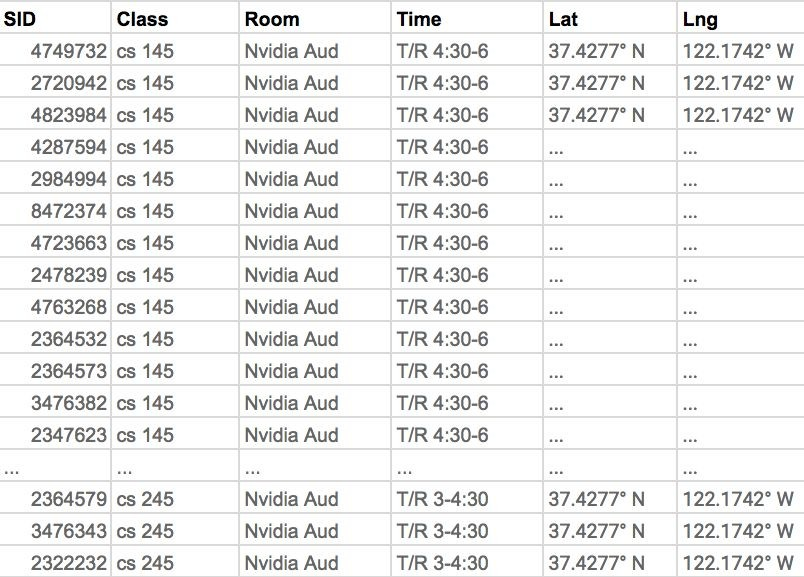 SID Class Room Time Lat Lng
4749732 cs 145 Nvidia Aud T/R 4:30-6 37.4277° N 122.1742° W
2720942 cs 145 Nvidia Aud T/R 4:30-6 37.4277° N 122.1742° W
4823984 cs 145 Nvidia Aud T/R 4:30-6 37.4277° N 122.1742° W
4287594 cs 145 Nvidia Aud T/R 4:30-6 ... ...
2984994 cs 145 Nvidia Aud T/R 4:30-6 ... ...
8472374 cs 145 Nvidia Aud T/R 4:30-6 ... ...
4723663 cs 145 Nvidia Aud T/R 4:30-6 ... ...
2478239 cs 145 Nvidia Aud T/R 4:30-6 ... ...
4763268 cs 145 Nvidia Aud T/R 4:30-6 ... ...
2364532 cs 145 Nvidia Aud T/R 4:30-6 ... ...
2364573 cs 145 Nvidia Aud T/R 4:30-6 ... ...
3476382 cs 145 Nvidia Aud T/R 4:30-6 ... ...
2347623 cs 145 Nvidia Aud T/R 4:30-6 ... ...
... ... ... ... ... ...
2364579 cs 245 Nvidia Aud T/R 3-4:30 37.4277° N 122.1742° W
3476343 cs 245 Nvidia Aud T/R 3-4:30 37.4277° N 122.1742° W
2322232 cs 245 Nvidia Aud T/R 3-4:30 37.4277° N 122.1742° W